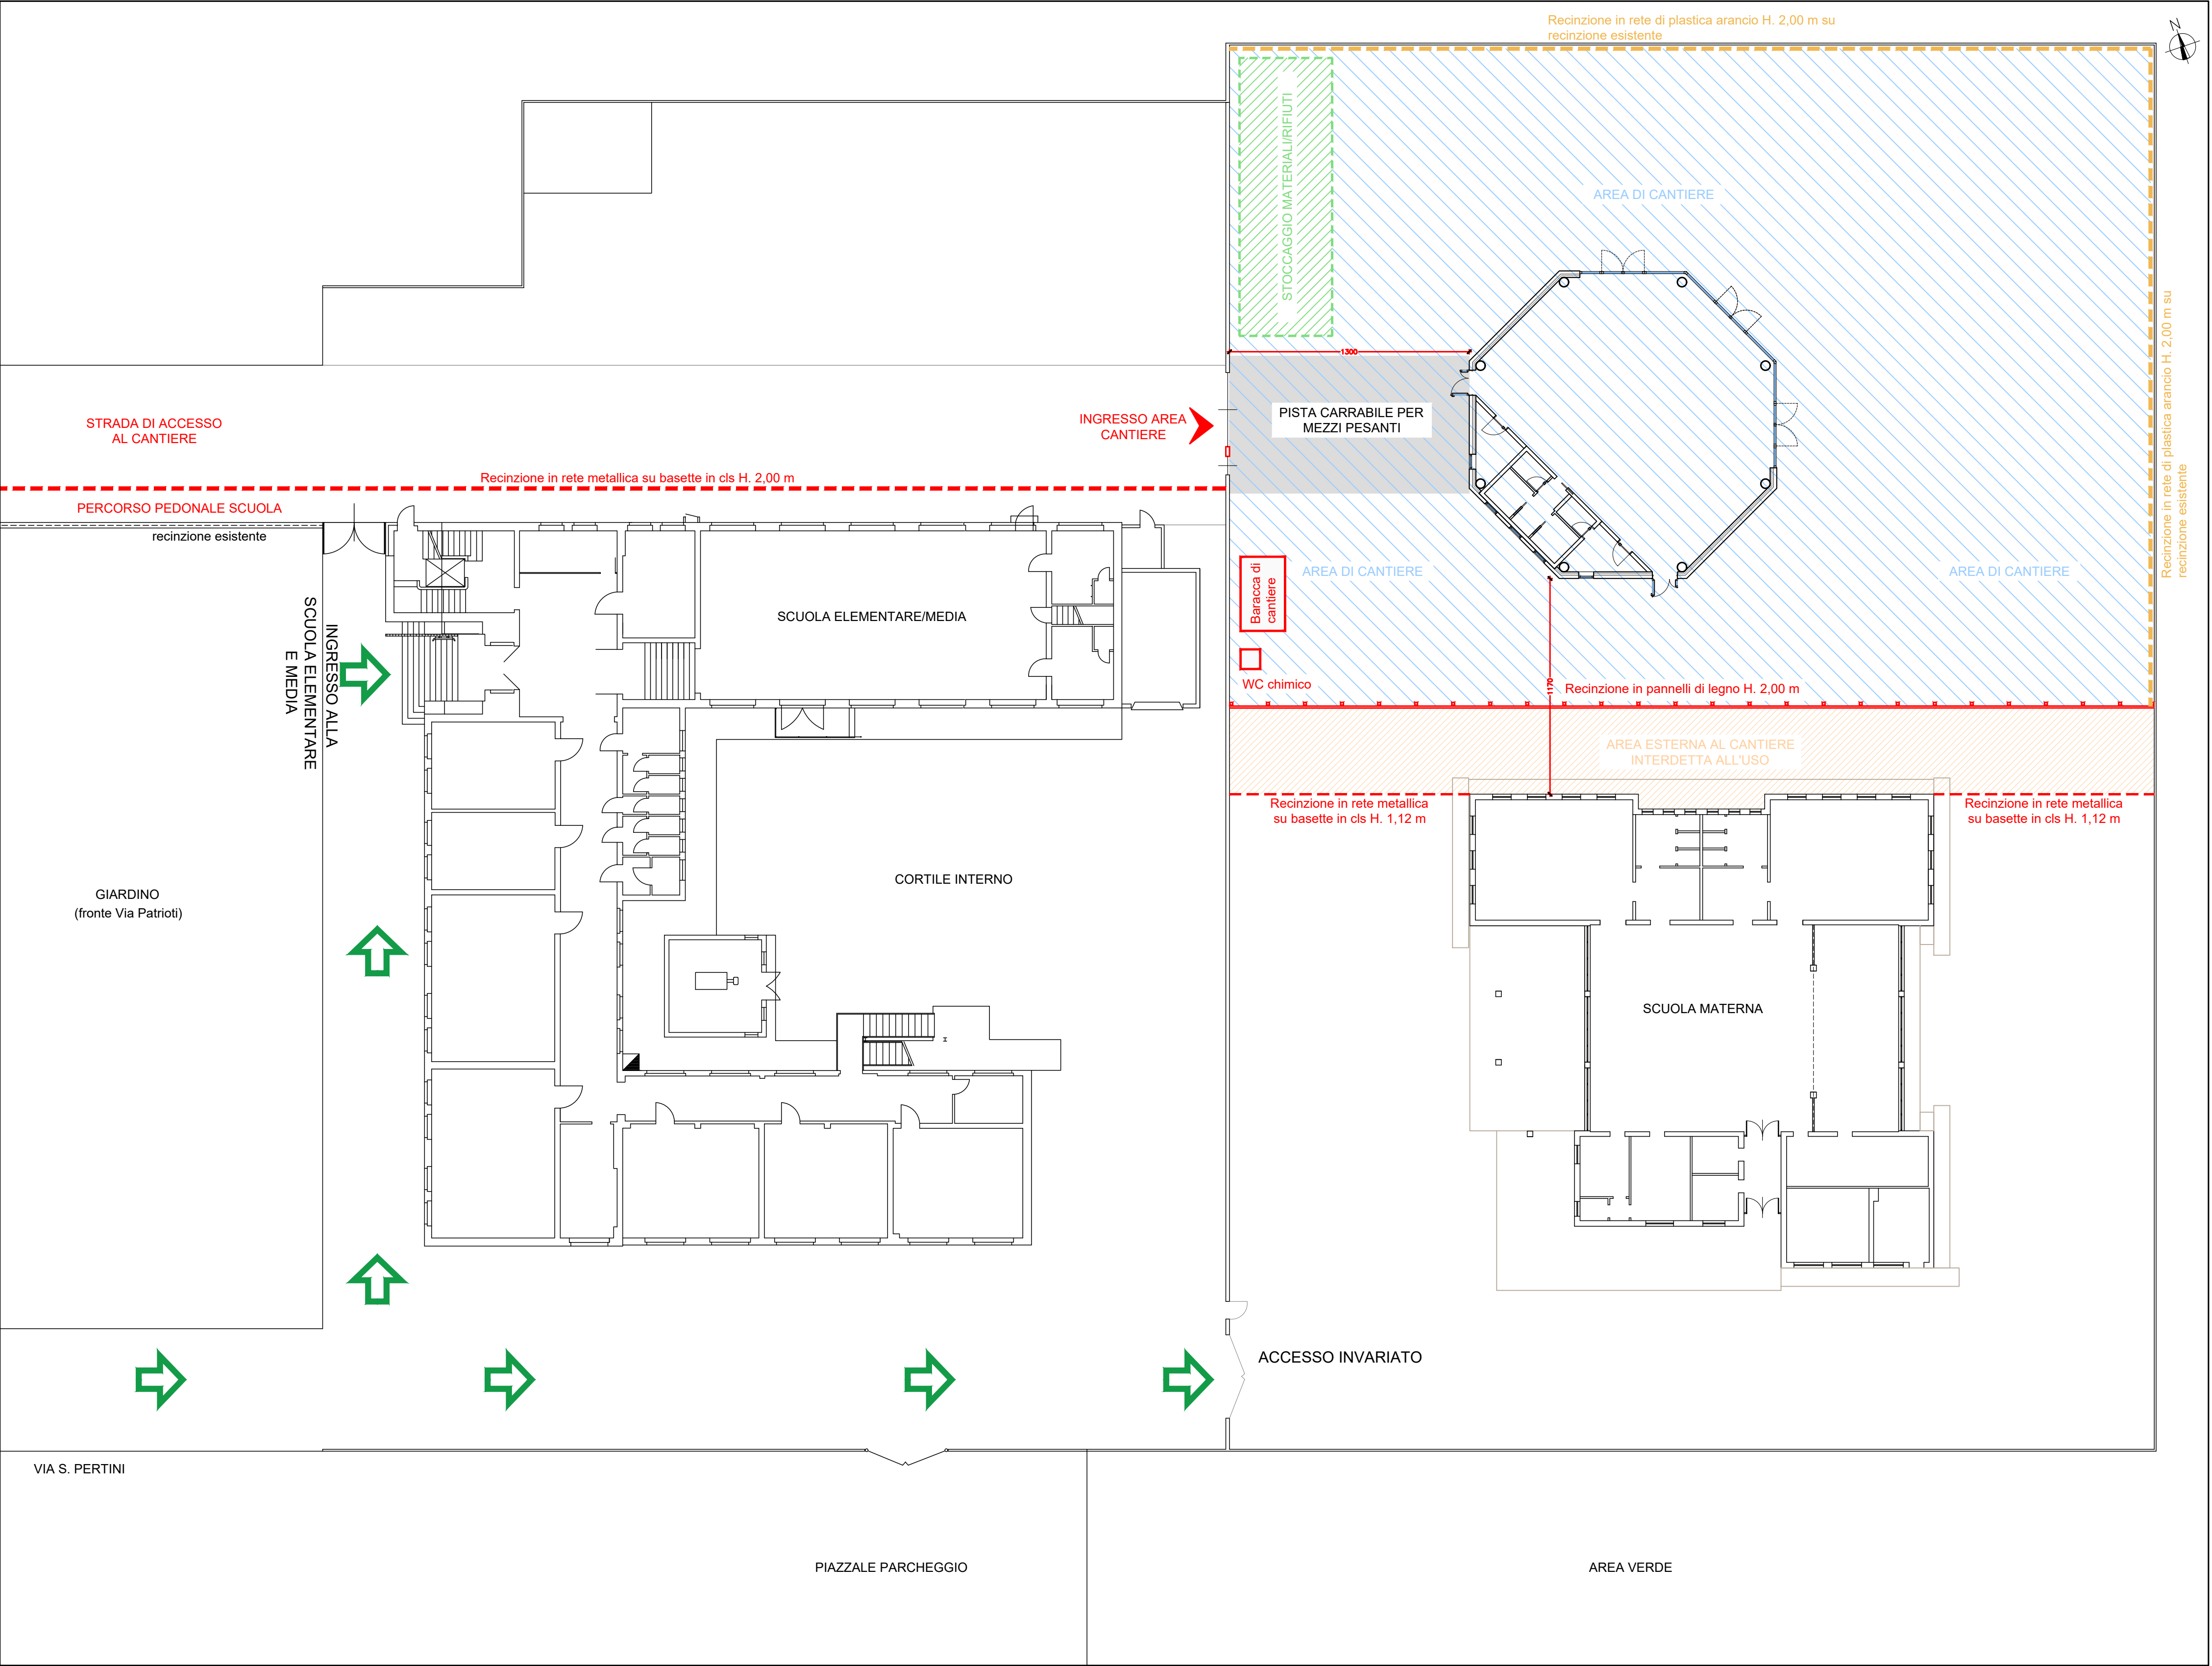 Recinzione in rete di plastica arancio H. 2,00 m su
recinzione esistente
N
STOCCAGGIO MATERIALI/RIFIUTI
AREA DI CANTIERE
Recinzione in rete di plastica arancio H. 2,00 m su
recinzione esistente
1300
STRADA DI ACCESSO
AL CANTIERE
INGRESSO AREA
CANTIERE
PISTA CARRABILE PER
MEZZI PESANTI
Recinzione in rete metallica su basette in cls H. 2,00 m
PERCORSO PEDONALE SCUOLA
recinzione esistente
Baracca di
cantiere
AREA DI CANTIERE
AREA DI CANTIERE
SCUOLA ELEMENTARE/MEDIA
INGRESSO ALLA
SCUOLA ELEMENTARE
E MEDIA
WC chimico
1170
Recinzione in pannelli di legno H. 2,00 m
AREA ESTERNA AL CANTIERE
INTERDETTA ALL'USO
Recinzione in rete metallica
su basette in cls H. 1,12 m
Recinzione in rete metallica
su basette in cls H. 1,12 m
GIARDINO
(fronte Via Patrioti)
CORTILE INTERNO
SCUOLA MATERNA
ACCESSO INVARIATO
VIA S. PERTINI
PIAZZALE PARCHEGGIO
AREA VERDE